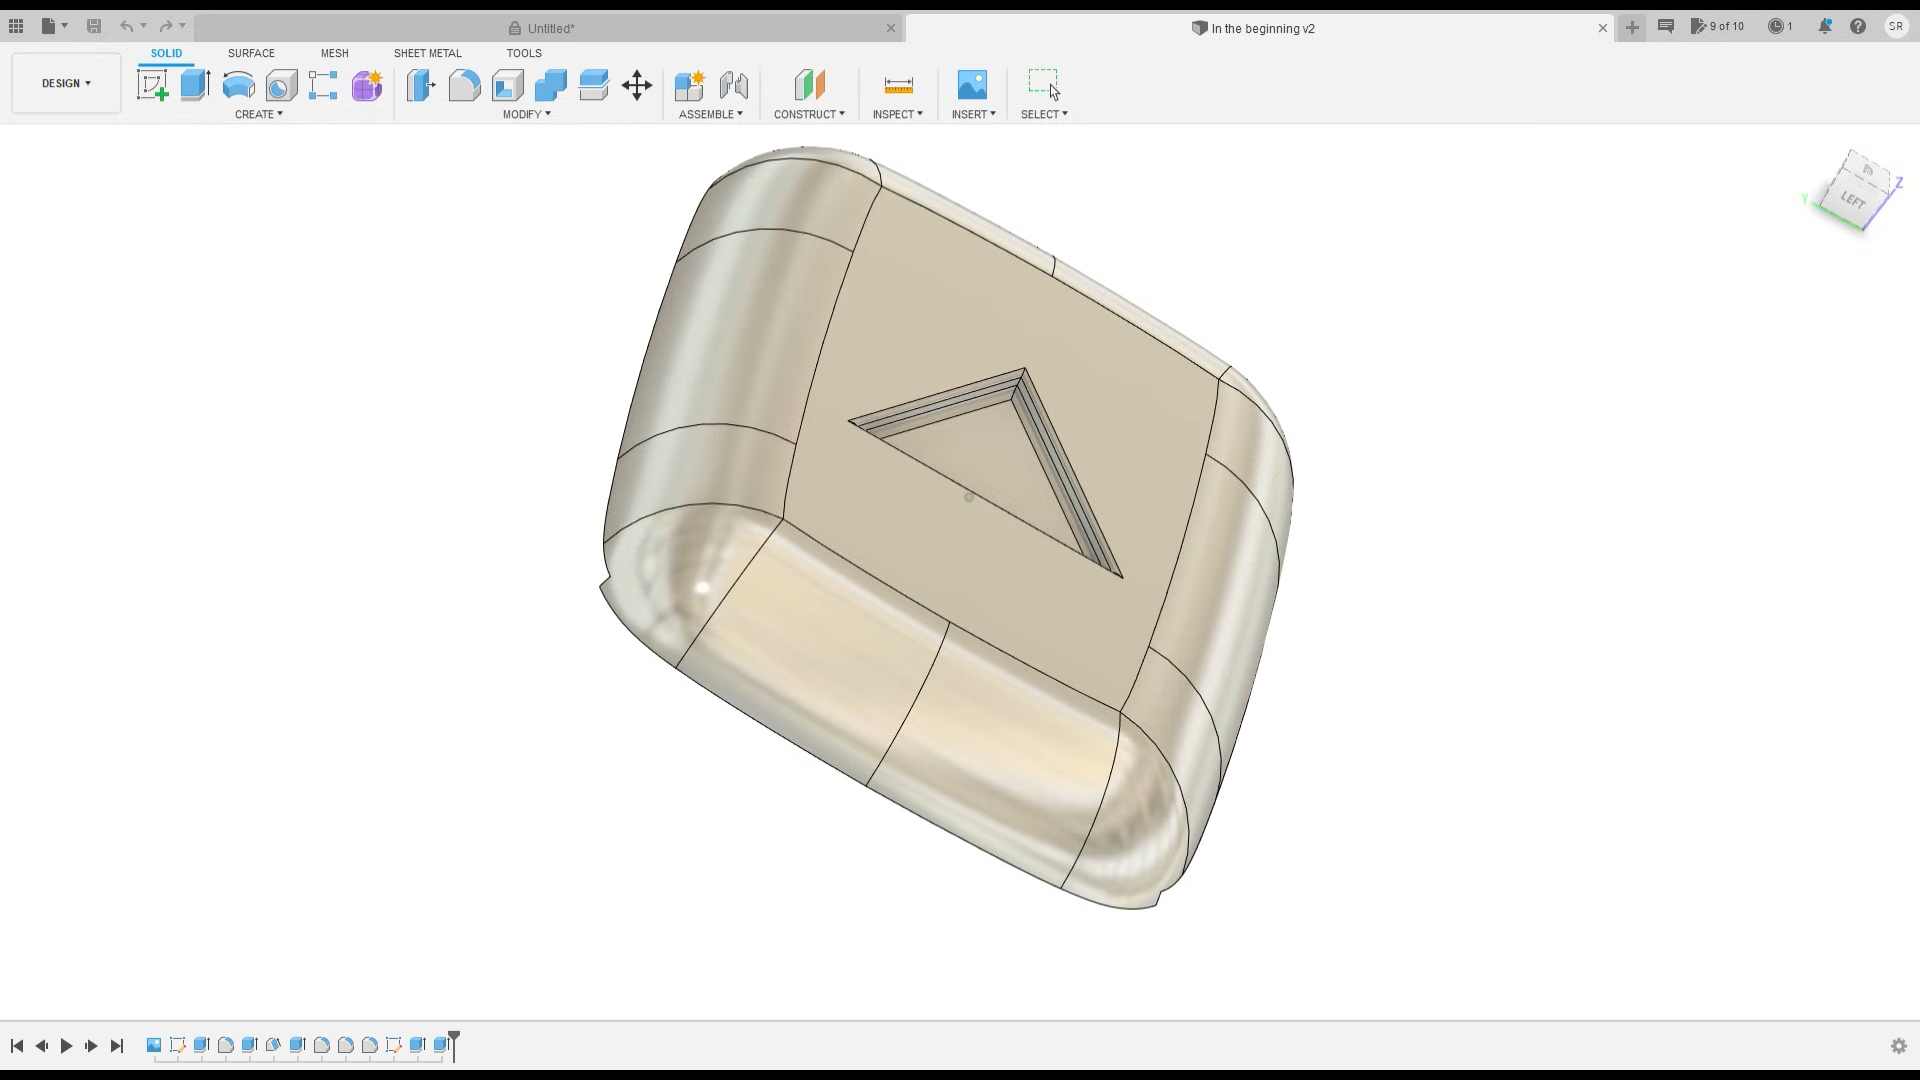 Untitled*
In the beginning v2
9 of 10
1
SR
SOLID
SURFACE
MESH
SHEET METAL
TOOLS
DESIGN
CREATE
MODIFY
ASSEMBLE
CONSTRUCT
INSPECT
INSERT
SELECT
Z
Y
LEFT